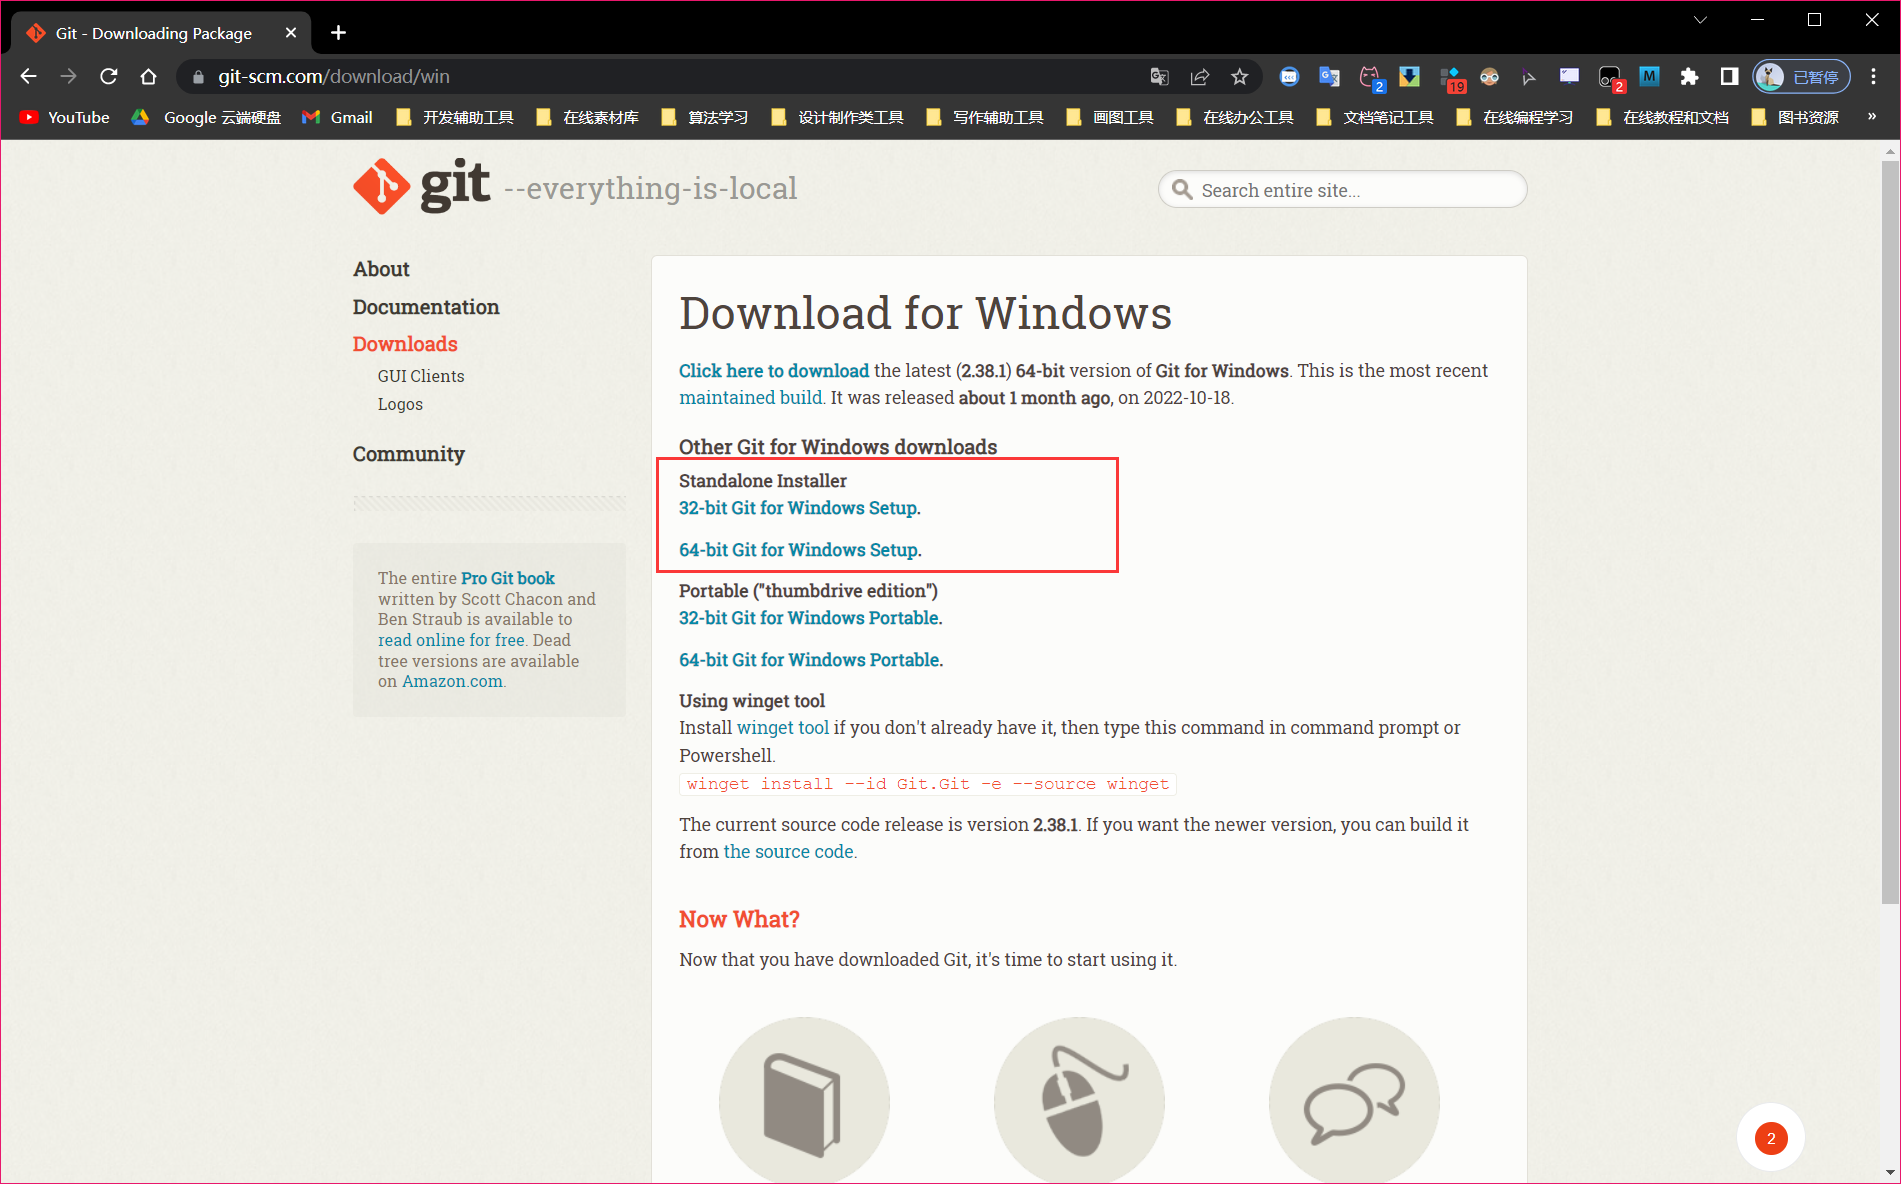 Git - Downloading Package
git-scm.com/download/win
2
19
2
M
已暂停
YouTube
Google 云端硬盘
Gmail
开发辅助工具
在线素材库
算法学习
设计制作类工具
写作辅助工具
画图工具
在线办公工具
文档笔记工具
在线编程学习
在线教程和文档
图书资源
»
git --everything-is-local
Search entire site...
About
Documentation
Downloads
GUI Clients
Logos
Community
The entire Pro Git book
written by Scott Chacon and
Ben Straub is available to
read online for free. Dead
tree versions are available
on Amazon.com.
Download for Windows
Click here to download the latest (2.38.1) 64-bit version of Git for Windows. This is the most recent
maintained build. It was released about 1 month ago, on 2022-10-18.
Other Git for Windows downloads
Standalone Installer
32-bit Git for Windows Setup.
64-bit Git for Windows Setup.
Portable ("thumbdrive edition")
32-bit Git for Windows Portable.
64-bit Git for Windows Portable.
Using winget tool
Install winget tool if you don't already have it, then type this command in command prompt or
Powershell.
winget install --id Git.Git -e --source winget
The current source code release is version 2.38.1. If you want the newer version, you can build it
from the source code.
Now What?
Now that you have downloaded Git, it's time to start using it.
2